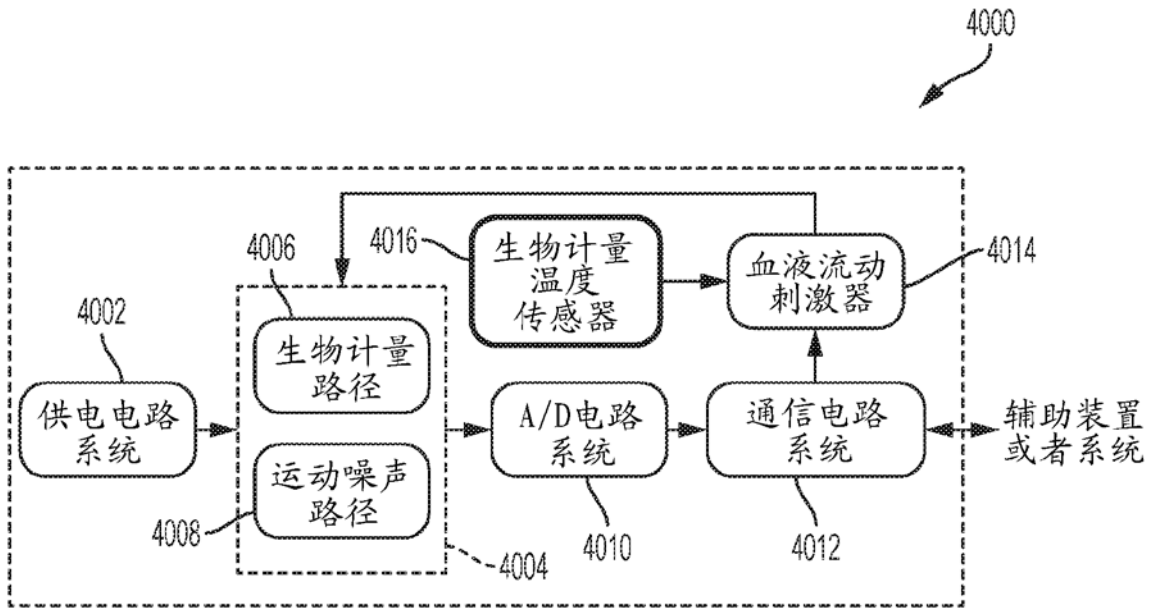 4000
4016
生物计量
温度
传感器
血液流动
刺激器
4014
4006
4002
生物计量
路径
供电电路
系统
A/D电路
系统
通信电路
系统
辅助装置
或者系统
运动噪声
路径
4008
4004
4010
4012